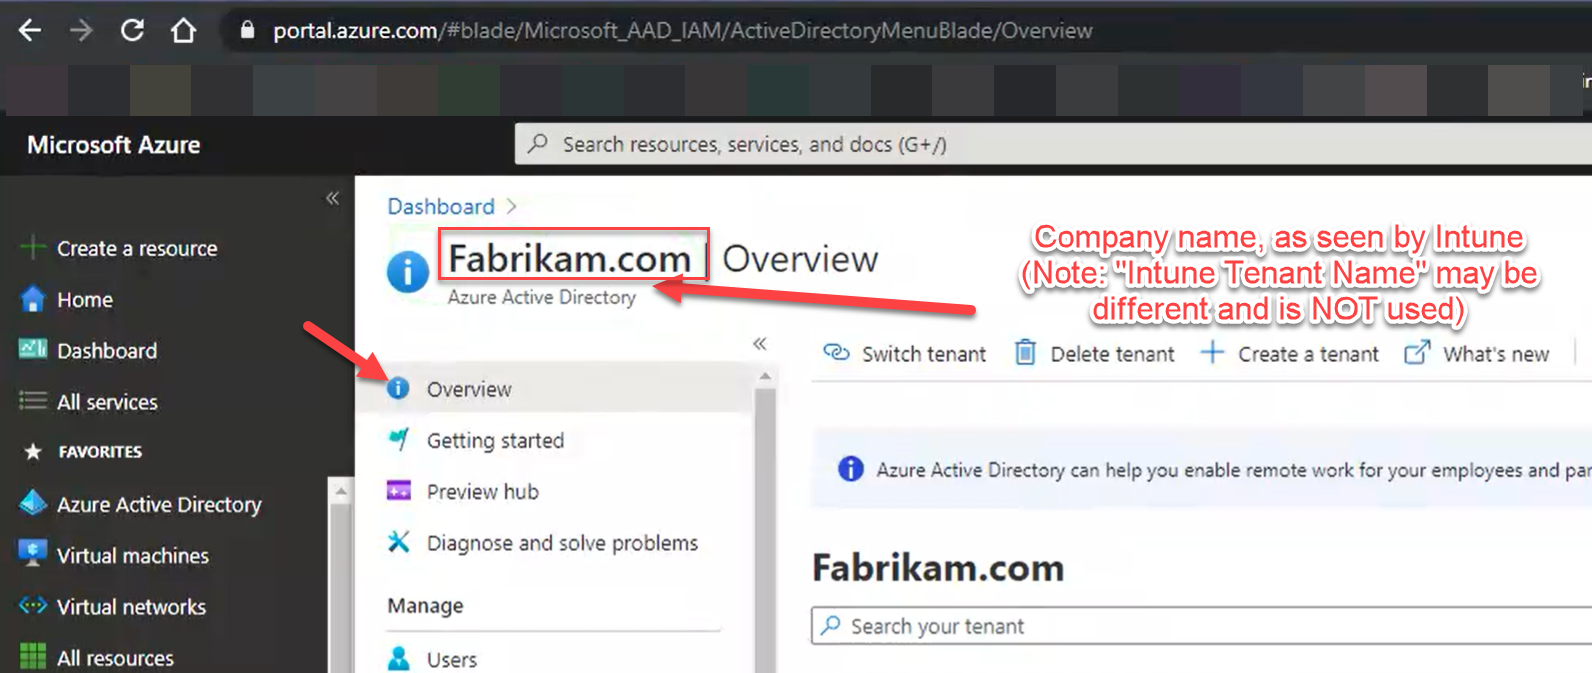 portal.azure.com/#blade/Microsoft_AAD_IAM/ActiveDirectoryMenuBlade/Overview
Microsoft Azure
Search resources, services, and docs (G+/)
Create a resource
Home
Dashboard
All services
FAVORITES
Azure Active Directory
Virtual machines
Virtual networks
All resources
Dashboard >
Fabrikam.com | Overview
Azure Active Directory
Company name, as seen by Intune
(Note: "Intune Tenant Name" may be
different and is NOT used)
Overview
Getting started
Preview hub
Diagnose and solve problems
Manage
Users
Switch tenant
Delete tenant
Create a tenant
What's new
Azure Active Directory can help you enable remote work for your employees and par
Fabrikam.com
Search your tenant